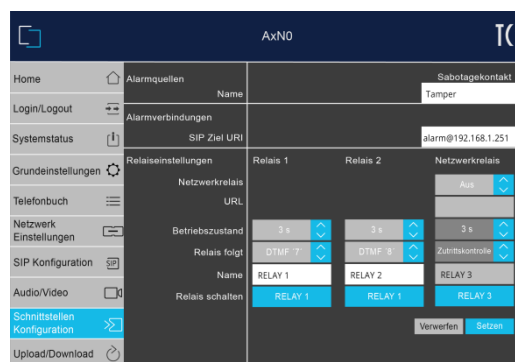 AxN0
TC
Home
Login/Logout
Systemstatus
Grundeinstellungen
Telefonbuch
Netzwerk
Einstellungen
SIP Konfiguration
SIP
Audio/Video
Schnittstellen
Konfiguration
Upload/Download
Alarmquellen
Sabotagekontakt
Name
Tamper
Alarmverbindungen
SIP Ziel URI
alarm@192.168.1.251
Relaiseinstellungen
Relais 1
Relais 2
Netzwerkrelais
Netzwerkrelais
Aus
URL
Betriebszustand
3 s
3 s
3 s
Relais folgt
DTMF ´7´
DTMF ´8´
Zutrittskontrolle
Name
RELAY 1
RELAY 2
RELAY 3
Relais schalten
RELAY 1
RELAY 1
RELAY 3
Verwerfen
Setzen